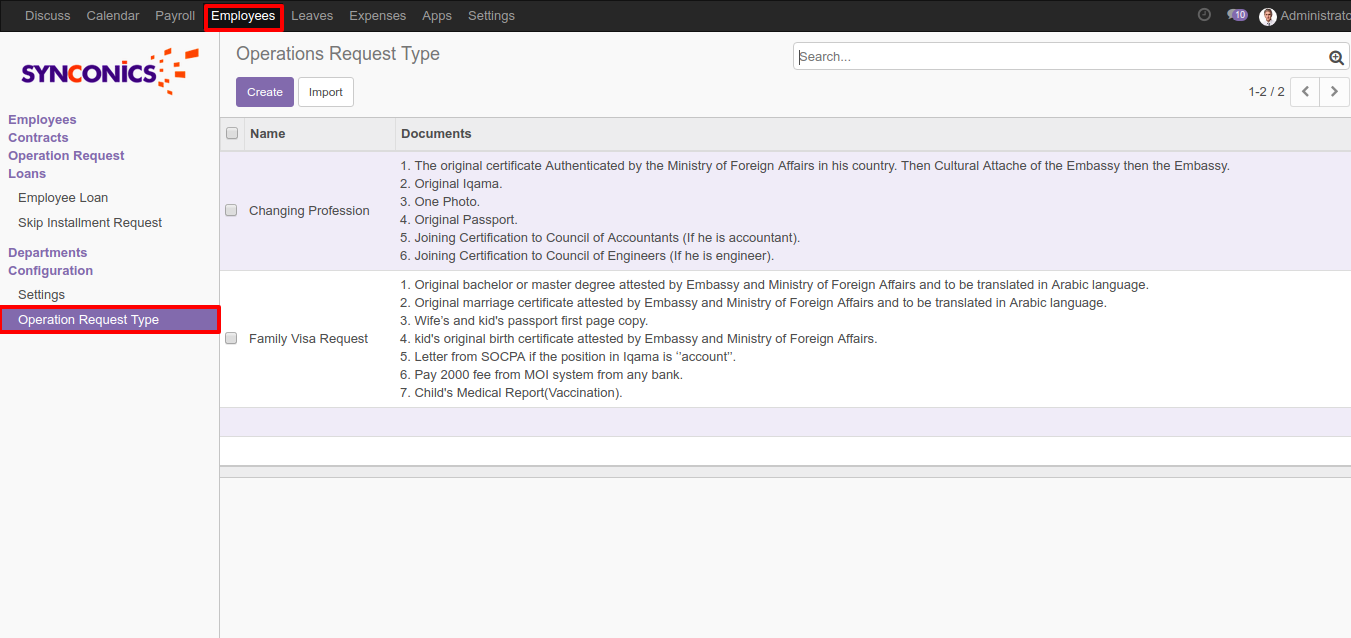 Discuss Calendar Payroll Employees Leaves Expenses Apps Settings 10 Administrato
SYNCONICS
Employees
Contracts
Operation Request
Loans
Employee Loan
Skip Installment Request
Departments
Configuration
Settings
Operation Request Type
Operations Request Type
Search...
Create Import
1-2 / 2
Name Documents
Changing Profession
1. The original certificate Authenticated by the Ministry of Foreign Affairs in his country. Then Cultural Attache of the Embassy then the Embassy.
2. Original Iqama.
3. One Photo.
4. Original Passport.
5. Joining Certification to Council of Accountants (If he is accountant).
6. Joining Certification to Council of Engineers (If he is engineer).
Family Visa Request
1. Original bachelor or master degree attested by Embassy and Ministry of Foreign Affairs and to be translated in Arabic language.
2. Original marriage certificate attested by Embassy and Ministry of Foreign Affairs and to be translated in Arabic language.
3. Wife's and kid's passport first page copy.
4. kid's original birth certificate attested by Embassy and Ministry of Foreign Affairs.
5. Letter from SOCPA if the position in Iqama is ‘’account’’.
6. Pay 2000 fee from MOI system from any bank.
7. Child's Medical Report(Vaccination).